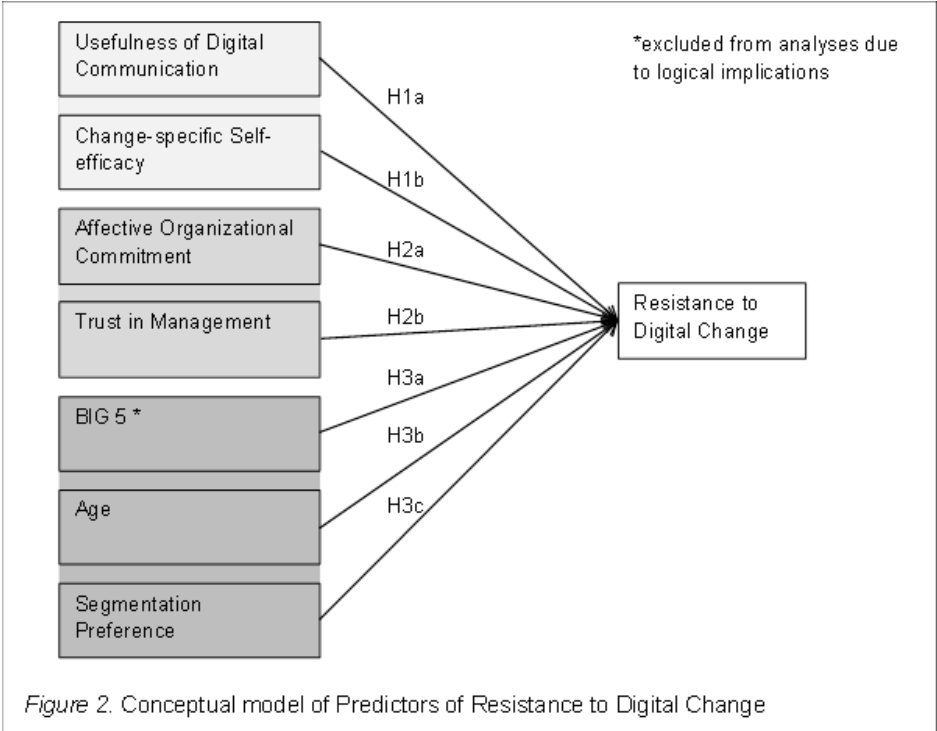 Usefulness of Digital
Communication
*excluded from analyses due
to logical implications
H1a
Change-specific Self-
efficacy
H1b
Affective Organizational
Commitment
H2a
Trust in Management
H2b
Resistance to
Digital Change
H3a
BIG 5 *
H3b
Age
H3c
Segmentation
Preference
Figure 2. Conceptual model of Predictors of Resistance to Digital Change